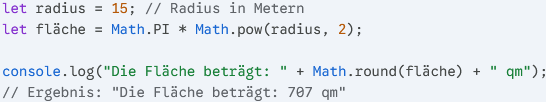 let radius = 15; // Radius in Metern
let fläche = Math.PI * Math.pow(radius, 2);
console.log("Die Fläche beträgt: " + Math.round(fläche) + " qm");
// Ergebnis: "Die Fläche beträgt: 707 qm"